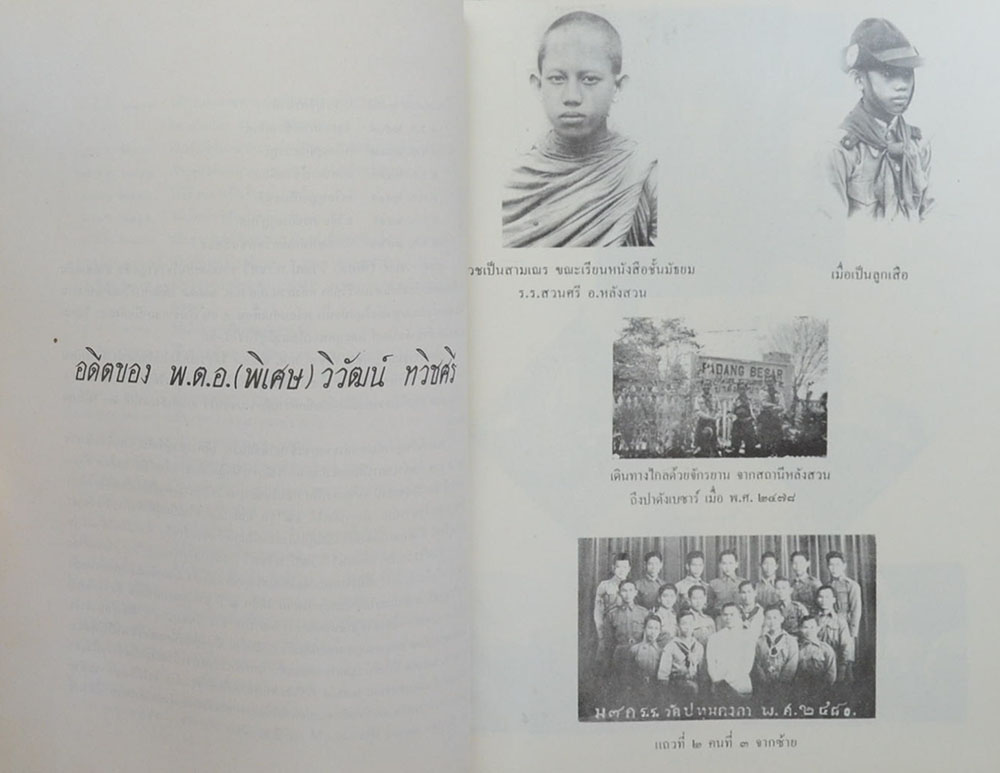 อดีตของ พ.ต.อ.(พิเศษ) วิวัฒน์ ทวิชศรี
วชเป็นสามเณร ขณะเรียนหนังสือชั้นมัธยม
ร.ร.สวนศรี อ.หลังสวน
เมื่อเป็นลูกเสือ
PADANG BESAR
เดินทางไกลด้วยจักรยาน จากสถานีหลังสวน
ถึงปาดังเบซาร์ เมื่อ พ.ศ. ๒๔๗๘
ม๗ค ร.ร. วัดปทุมคงคา พ.ศ.๒๔๘๐.
แถวที่ ๒ คนที่ ๓ จากซ้าย